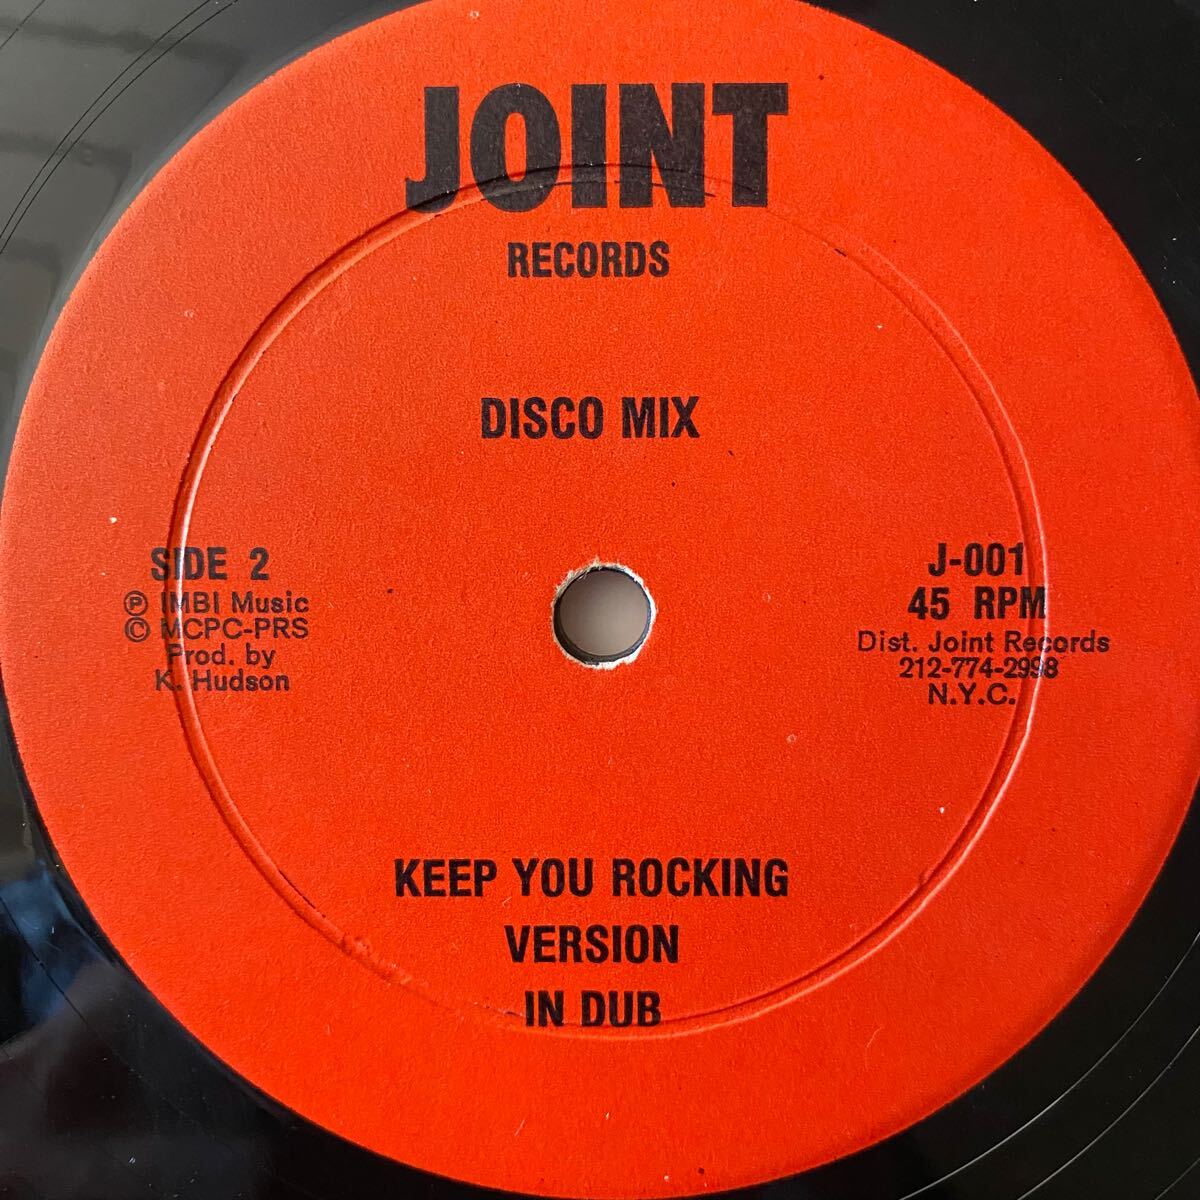 JOINT
RECORDS
DISCO MIX
SIDE 2
Ⓟ IMBI Music
© MCPC-PRS
Prod. by
K. Hudson
J-001
45 RPM
Dist. Joint Records
212-774-2998
N.Y.C.
KEEP YOU ROCKING
VERSION
IN DUB